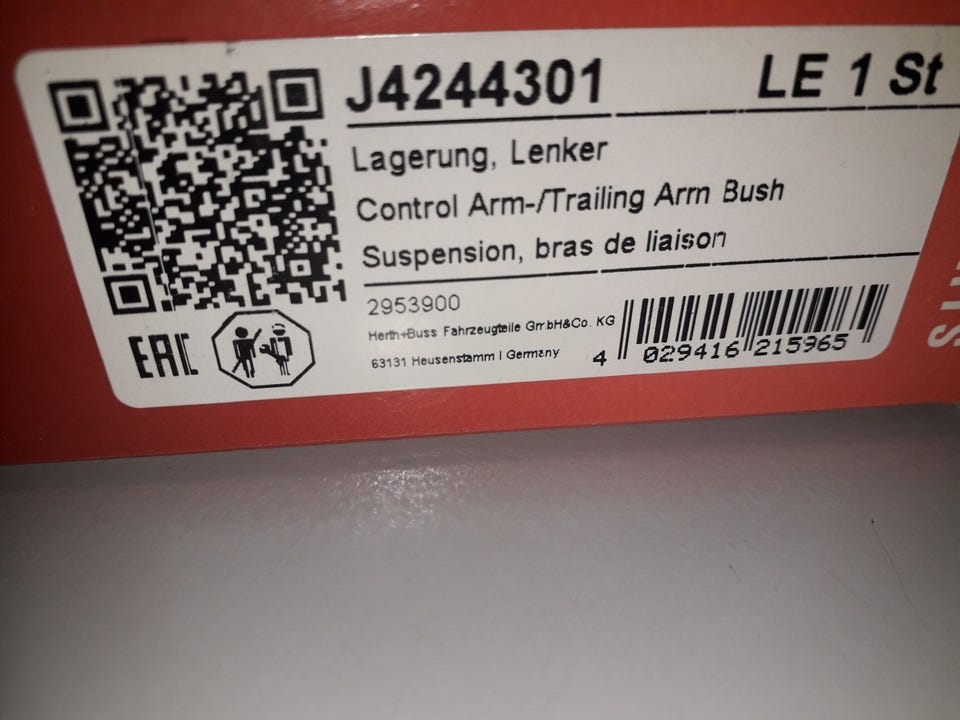 J4244301 LE 1 St
Lagerung, Lenker
Control Arm-/Trailing Arm Bush
Suspension, bras de liaison
2953900
Herth+Buss Fahrzeugteile GmbH&Co. KG
63131 Heusenstamm | Germany
4 029416 215965
EAC